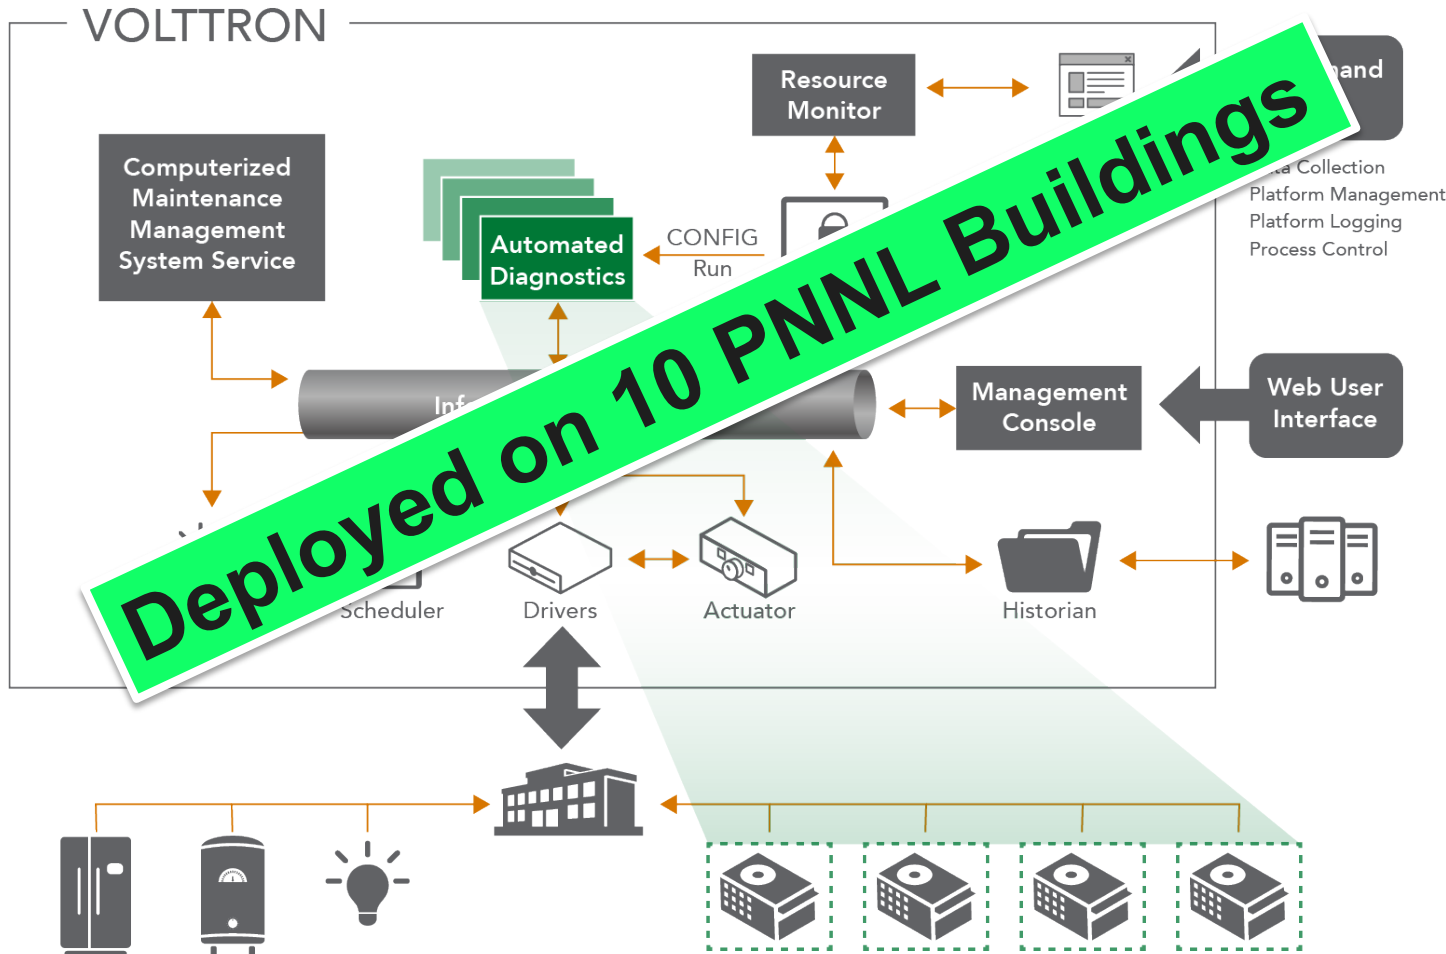 VOLTTRON
Resource
Monitor
Computerized
Maintenance
Management
System Service
Automated
Diagnostics
CONFIG
Run
Collection
Platform Management
Platform Logging
Process Control
Deployed on 10 PNNL Buildings
Management
Console
Web User
Interface
Scheduler
Drivers
Actuator
Historian